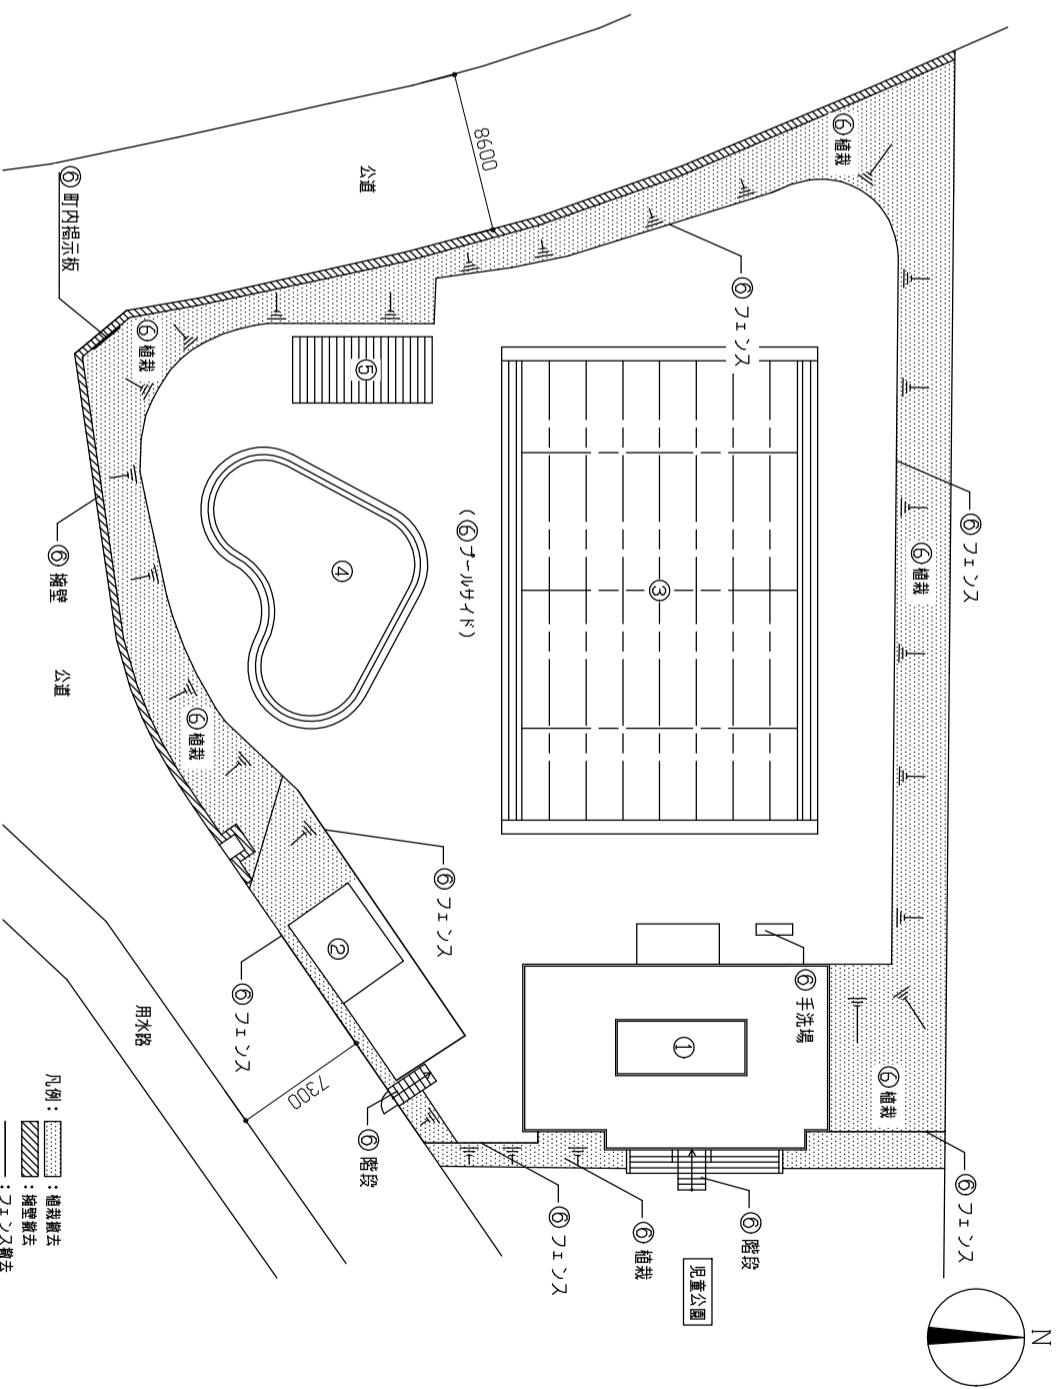 N
⑥ フェンス
⑥ フェンス
⑥ 植栽
⑥ 植栽
⑥ 植栽
⑥ 手洗場
⑥ 階段
⑥ フェンス
児童公園
①
③
⑥ 植栽
⑥ フェンス
8600
(⑥プールサイド)
⑥ フェンス
公道
⑤
⑥ 階段
④
②
7300
⑥ フェンス
⑥ 植栽
⑥ 植栽
用水路
⑥ 町内掲示板
⑥ 擁壁
公道
凡例: :植栽撤去
:擁壁撤去
:フェンス撤去